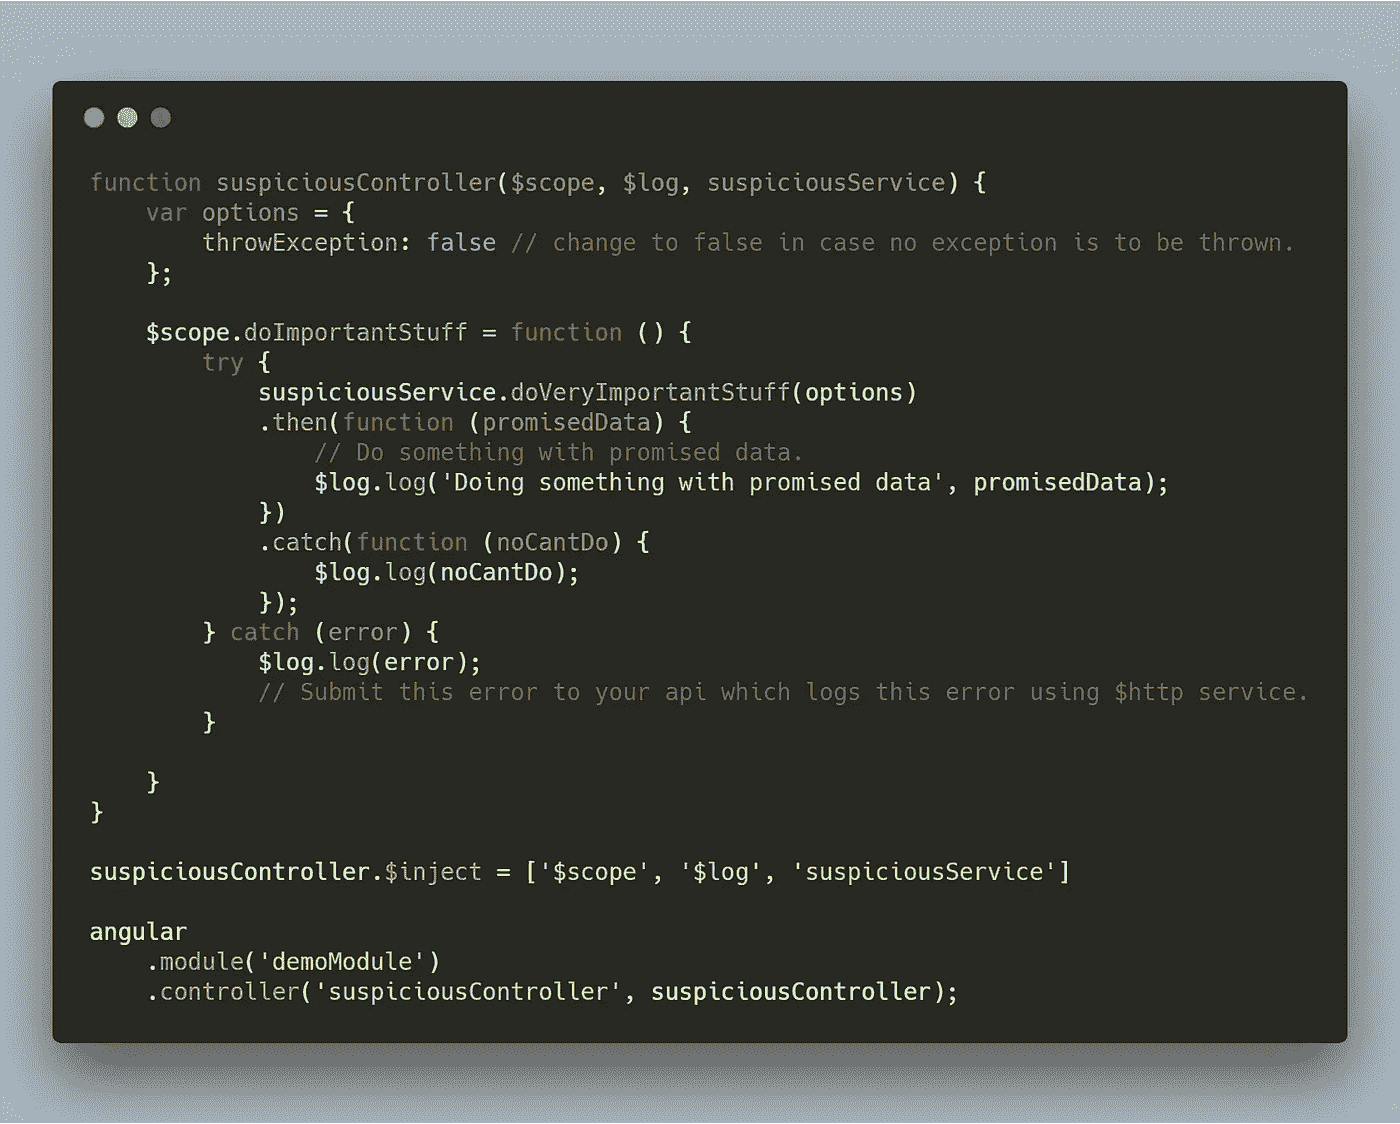 function suspiciousController($scope, $log, suspiciousService) {
    var options = {
        throwException: false // change to false in case no exception is to be thrown.
    };
    $scope.doImportantStuff = function () {
        try {
            suspiciousService.doVeryImportantStuff(options)
            .then(function (promisedData) {
                // Do something with promised data.
                $log.log('Doing something with promised data', promisedData);
            })
            .catch(function (noCantDo) {
                $log.log(noCantDo);
            });
        } catch (error) {
            $log.log(error);
            // Submit this error to your api which logs this error using $http service.
        }
    }
}
suspiciousController.$inject = ['$scope', '$log', 'suspiciousService']
angular
    .module('demoModule')
    .controller('suspiciousController', suspiciousController);